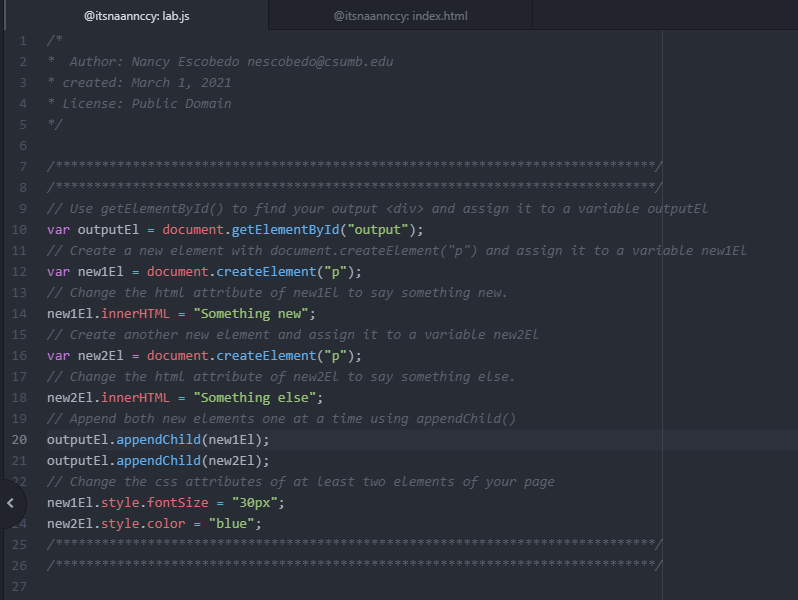 @itsnaannccy: lab.js @itsnaannccy: index.html
1 /*
2 *  Author: Nancy Escobedo nescobedo@csumb.edu
3 * created: March 1, 2021
4 * License: Public Domain
5 */
6
7 /******************************************************************************/
8 /******************************************************************************/
9 // Use getElementById() to find your output <div> and assign it to a variable outputEl
10 var outputEl = document.getElementById("output");
11 // Create a new element with document.createElement("p") and assign it to a variable new1El
12 var new1El = document.createElement("p");
13 // Change the html attribute of new1El to say something new.
14 new1El.innerHTML = "Something new";
15 // Create another new element and assign it to a variable new2El
16 var new2El = document.createElement("p");
17 // Change the html attribute of new2El to say something else.
18 new2El.innerHTML = "Something else";
19 // Append both new elements one at a time using appendChild()
20 outputEl.appendChild(new1El);
21 outputEl.appendChild(new2El);
22 // Change the css attributes of at least two elements of your page
new1El.style.fontSize = "30px";
24 new2El.style.color = "blue";
25 /******************************************************************************/
26 /******************************************************************************/
27